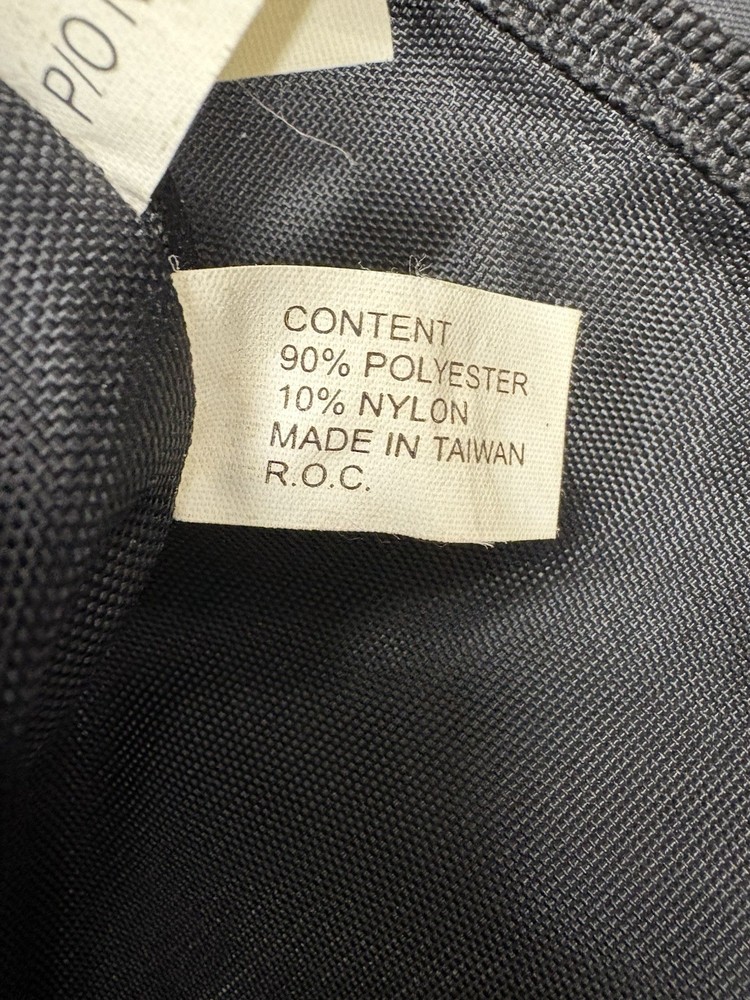 P/O
CONTENT
90% POLYESTER
10% NYLON
MADE IN TAIWAN
R.O.C.